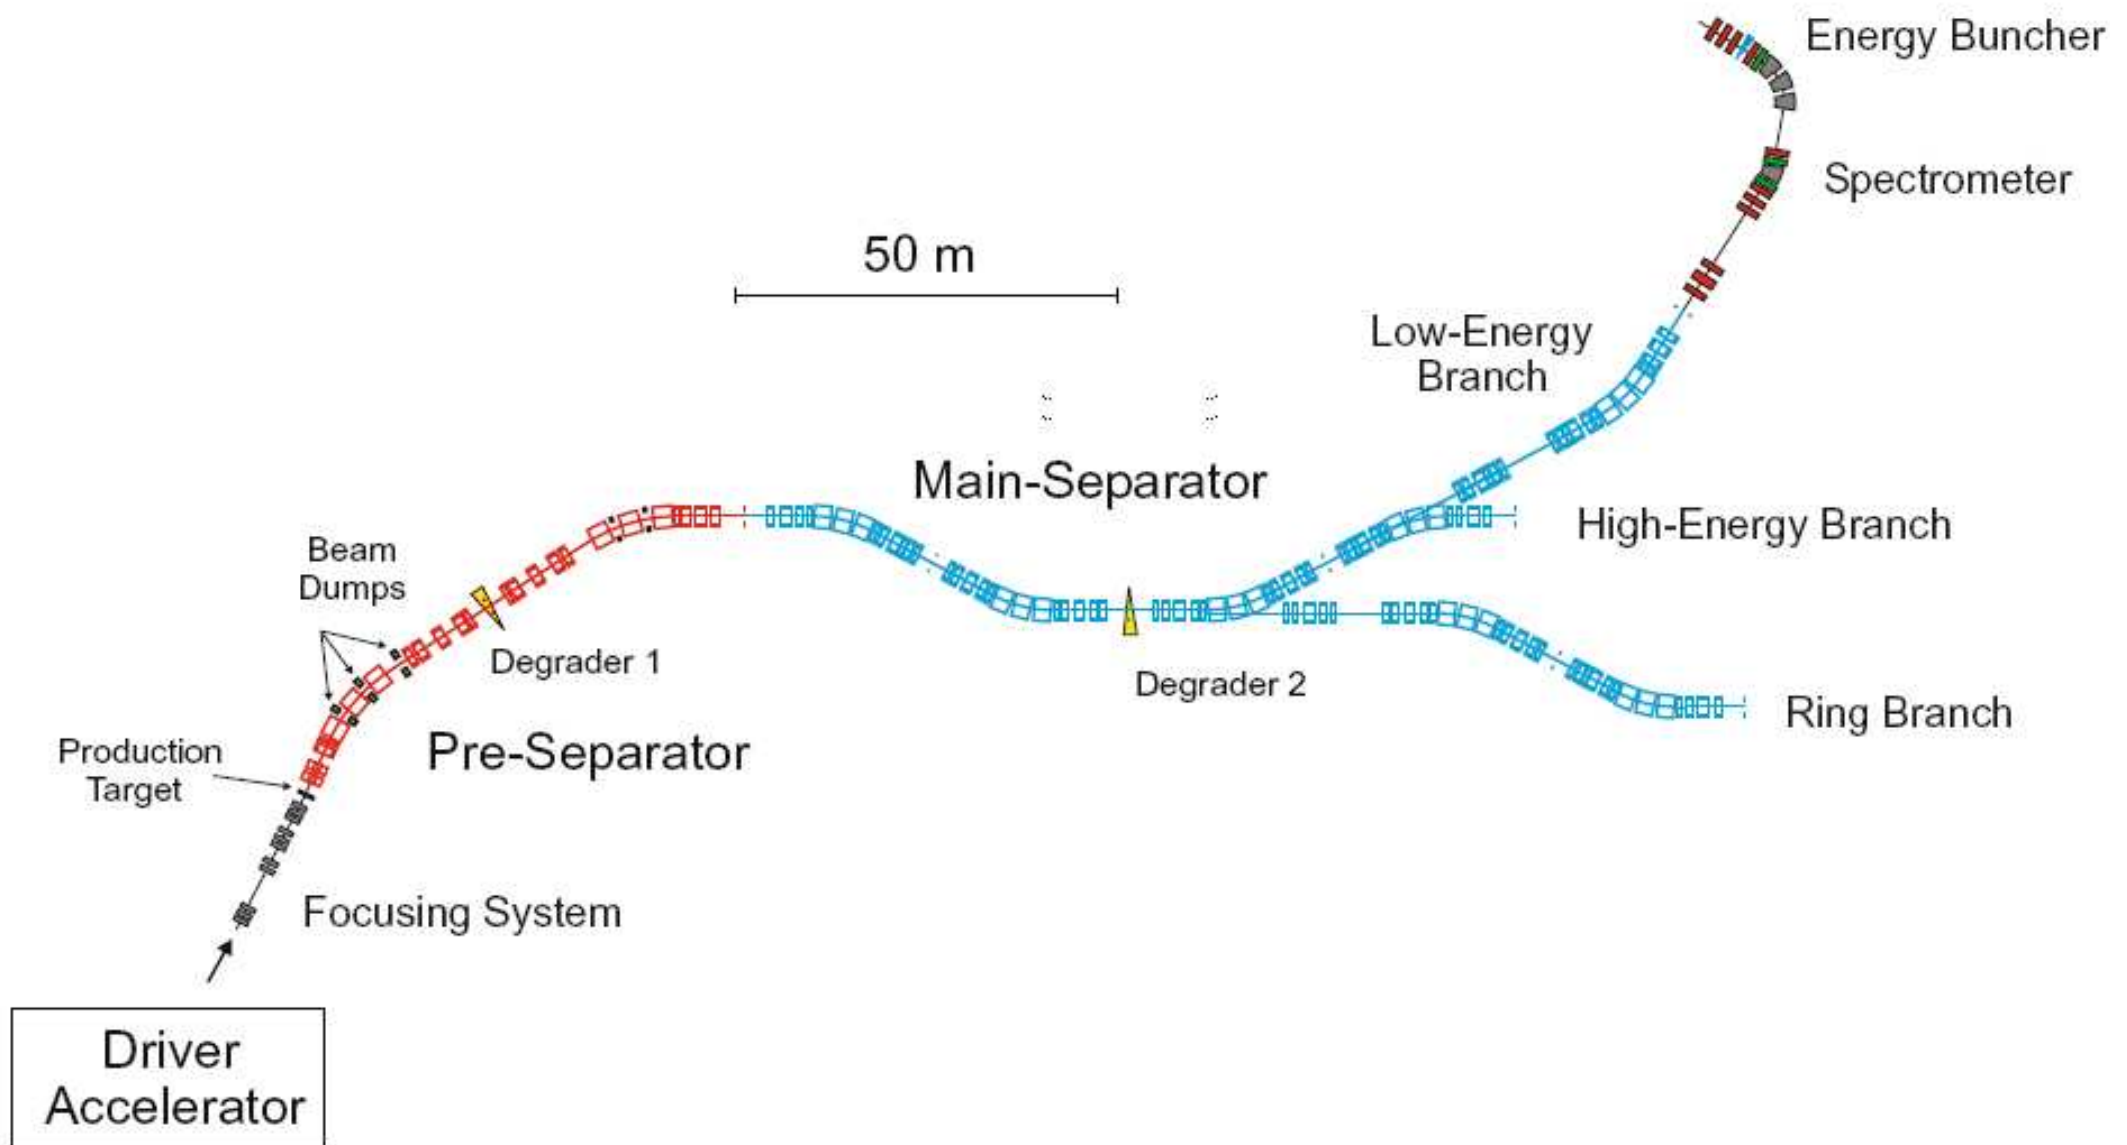 Energy Buncher
Spectrometer
50 m
Low-Energy
Branch
Main-Separator
High-Energy Branch
Beam
Dumps
Degrader 1
Degrader 2
Ring Branch
Production
Target
Pre-Separator
Focusing System
Driver
Accelerator